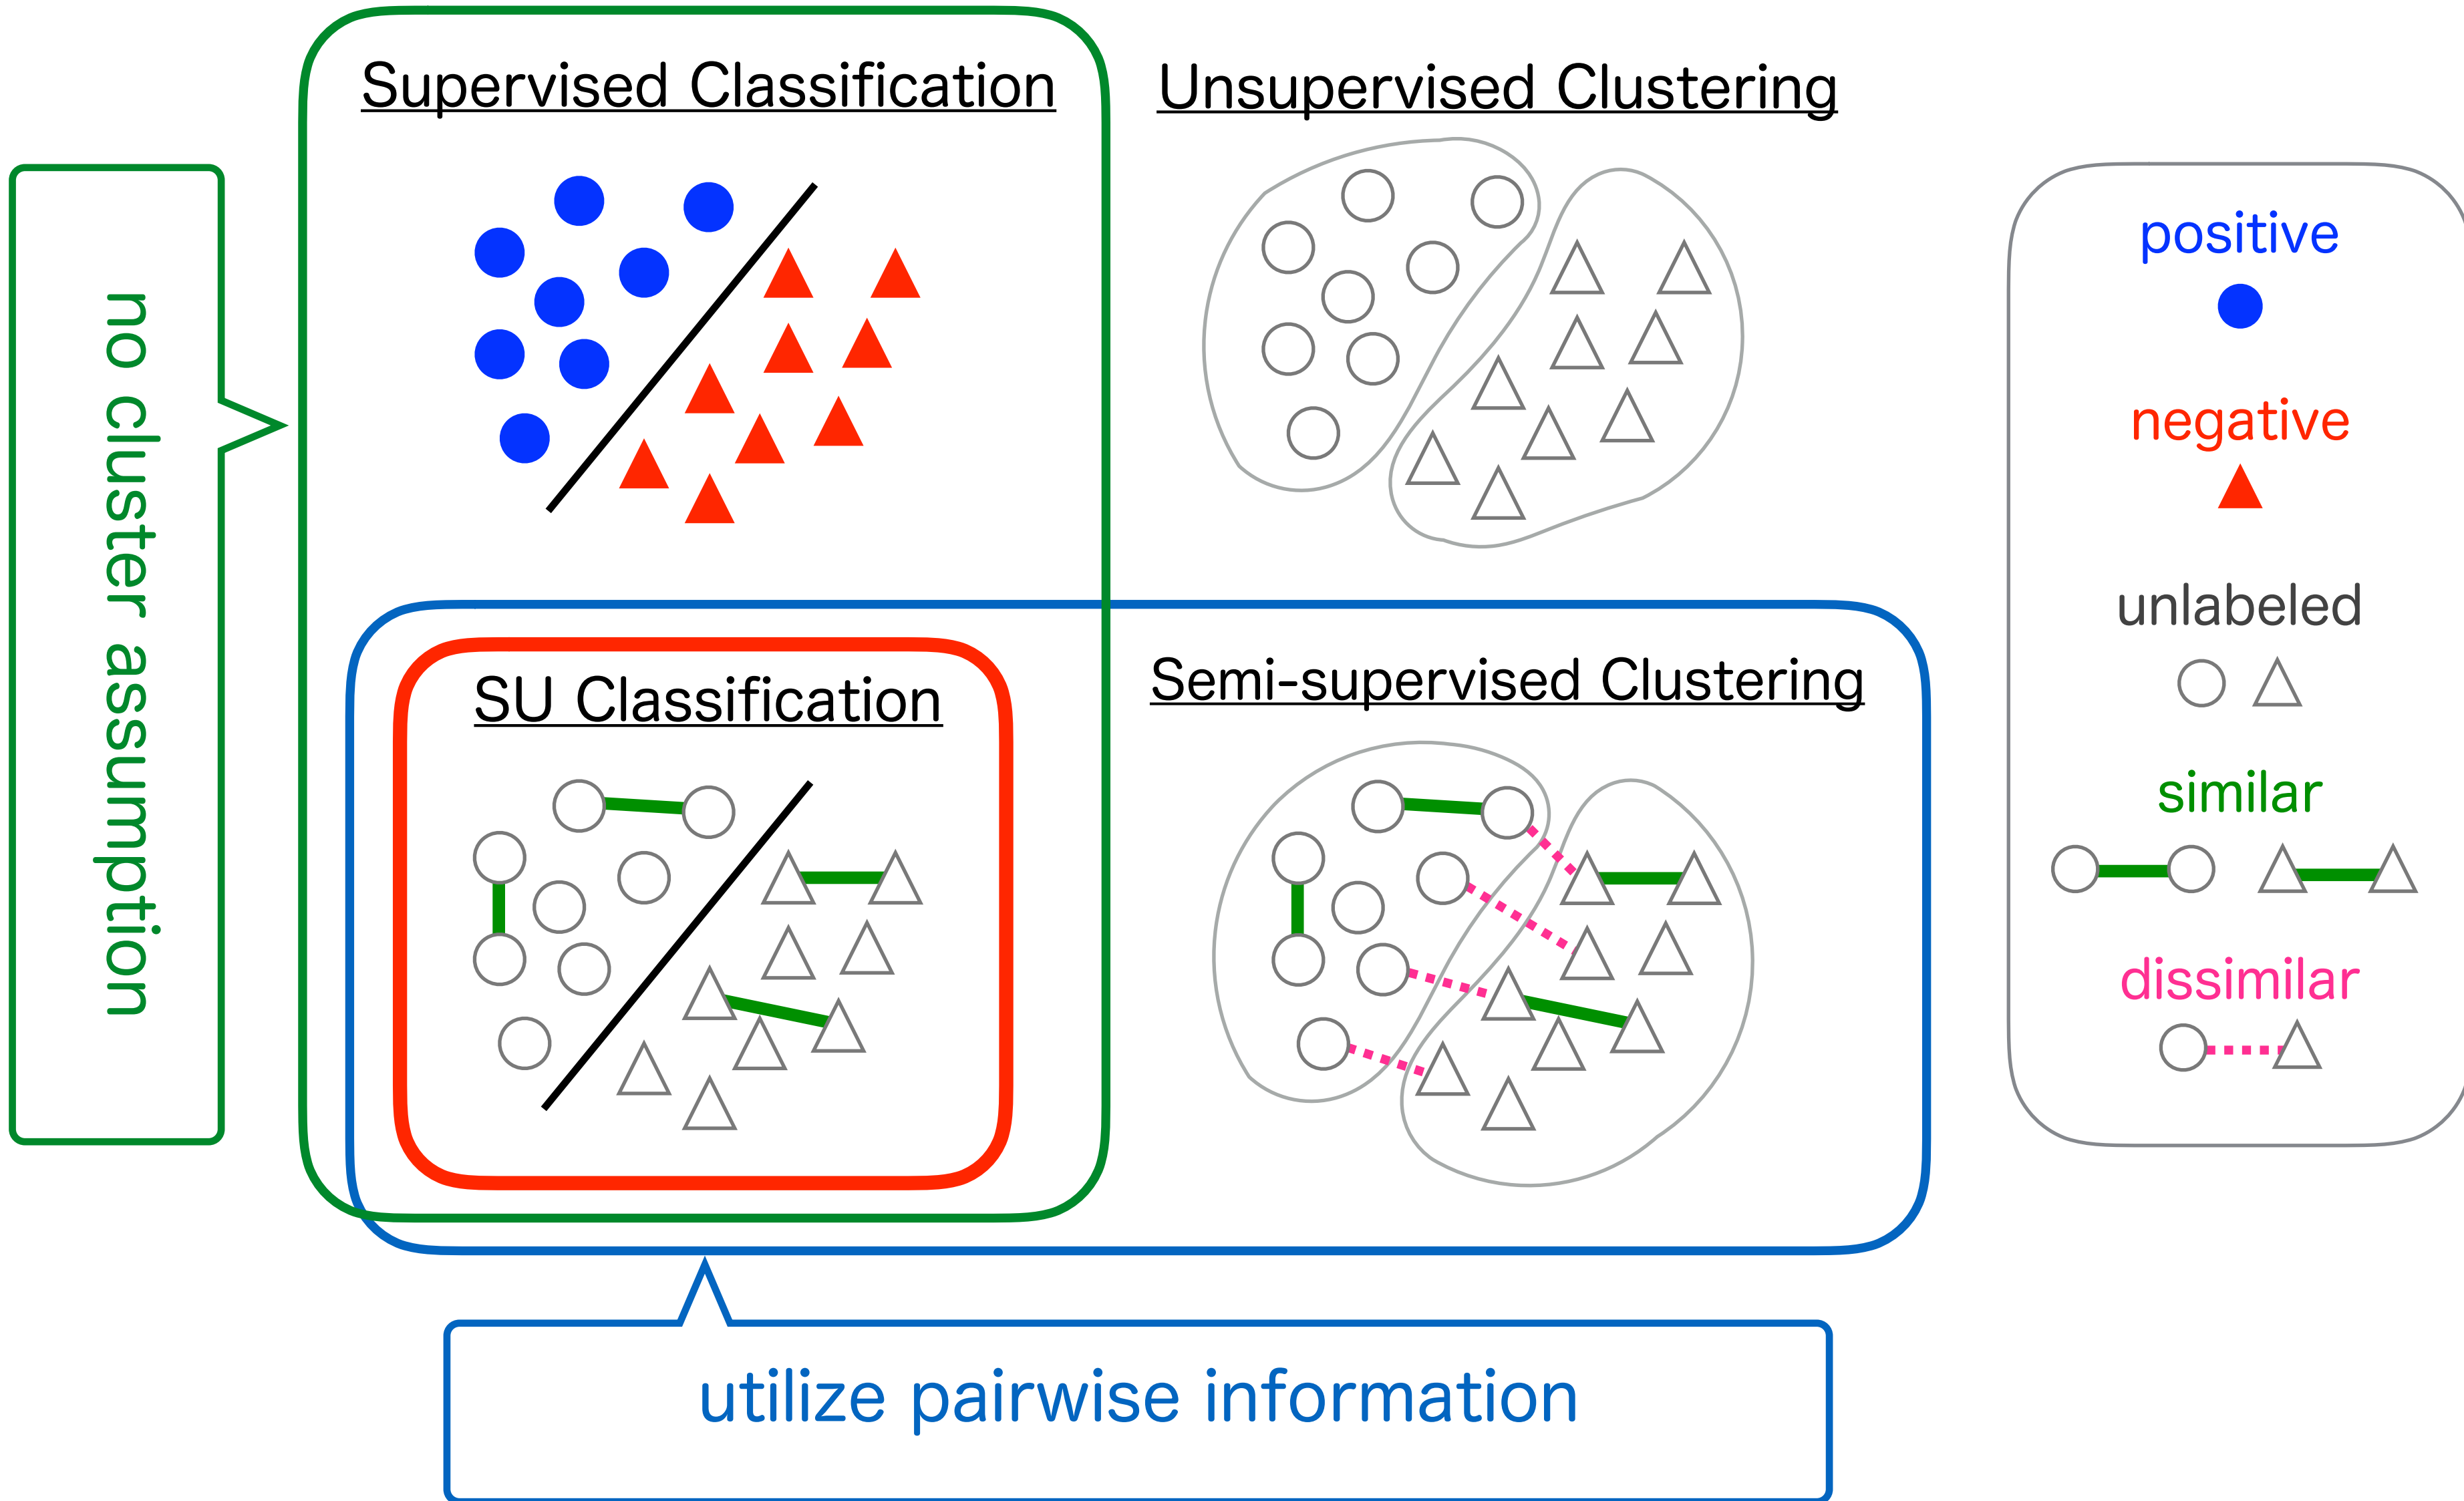 Supervised Classification
Unsupervised Clustering
no cluster assumption
SU Classification
Semi-supervised Clustering
utilize pairwise information
positive
negative
unlabeled
similar
dissimilar